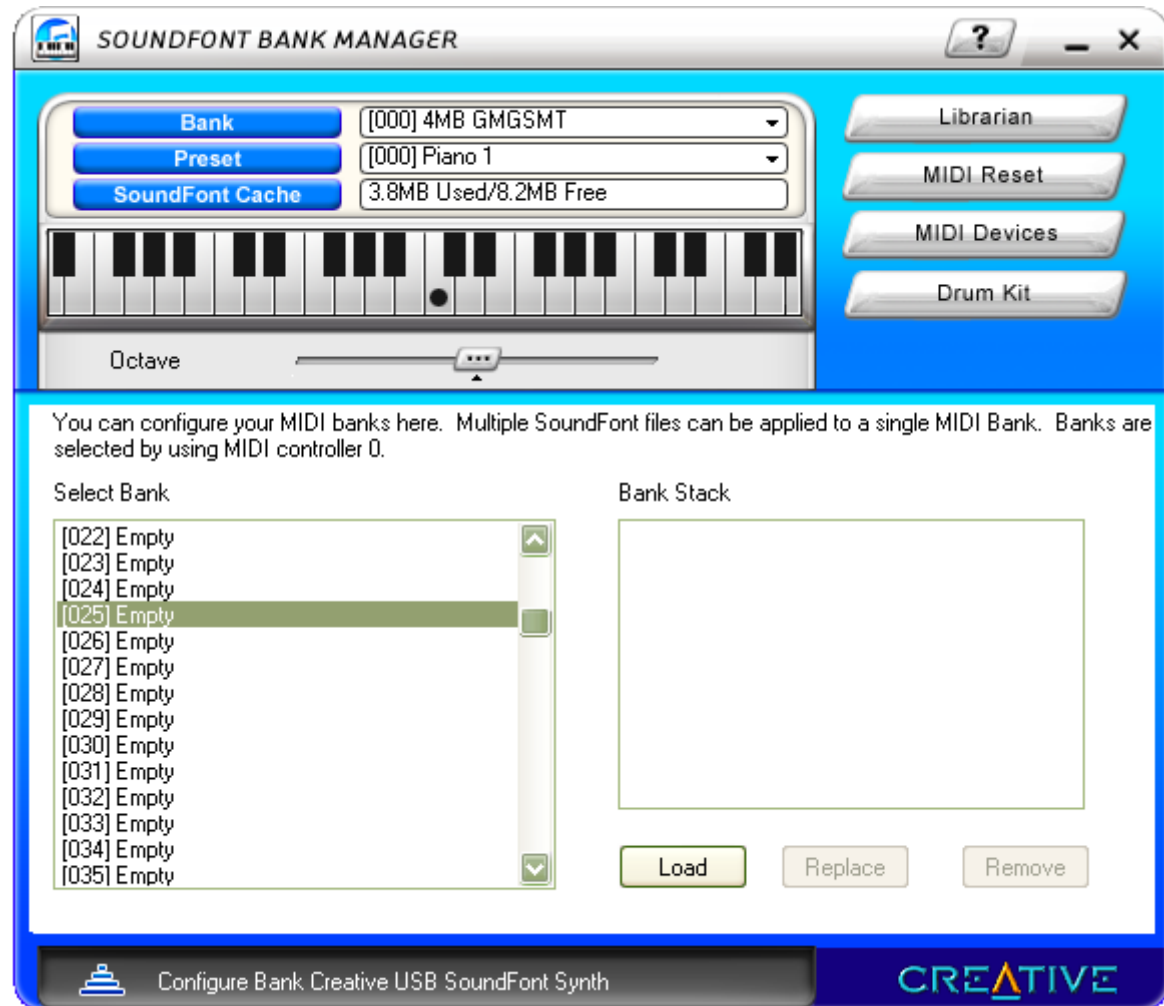 SOUNDFONT BANK MANAGER
?
Bank
[000] 4MB GMGSMT
Preset
[000] Piano 1
SoundFont Cache
3.8MB Used/8.2MB Free
Librarian
MIDI Reset
MIDI Devices
Drum Kit
Octave
You can configure your MIDI banks here. Multiple SoundFont files can be applied to a single MIDI Bank. Banks are
selected by using MIDI controller 0.
Select Bank
[022] Empty
[023] Empty
[024] Empty
[025] Empty
[026] Empty
[027] Empty
[028] Empty
[029] Empty
[030] Empty
[031] Empty
[032] Empty
[033] Empty
[034] Empty
[035] Empty
Bank Stack
Load
Replace
Remove
Configure Bank Creative USB SoundFont Synth
CREATIVE